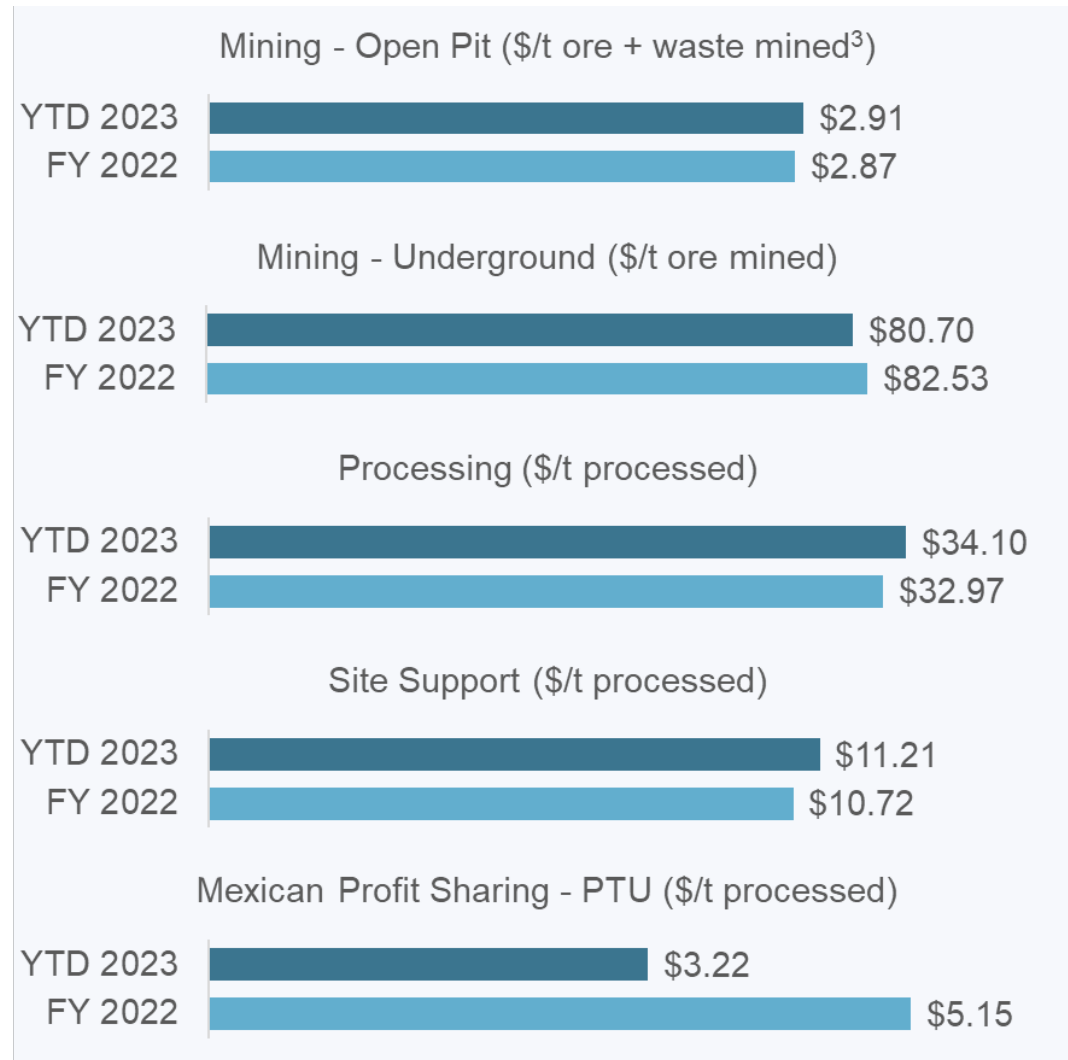 Mining - Open Pit ($/t ore + waste mined³)
YTD 2023 $2.91
FY 2022 $2.87
Mining - Underground ($/t ore mined)
YTD 2023 $80.70
FY 2022 $82.53
Processing ($/t processed)
YTD 2023 $34.10
FY 2022 $32.97
Site Support ($/t processed)
YTD 2023 $11.21
FY 2022 $10.72
Mexican Profit Sharing - PTU ($/t processed)
YTD 2023 $3.22
FY 2022 $5.15